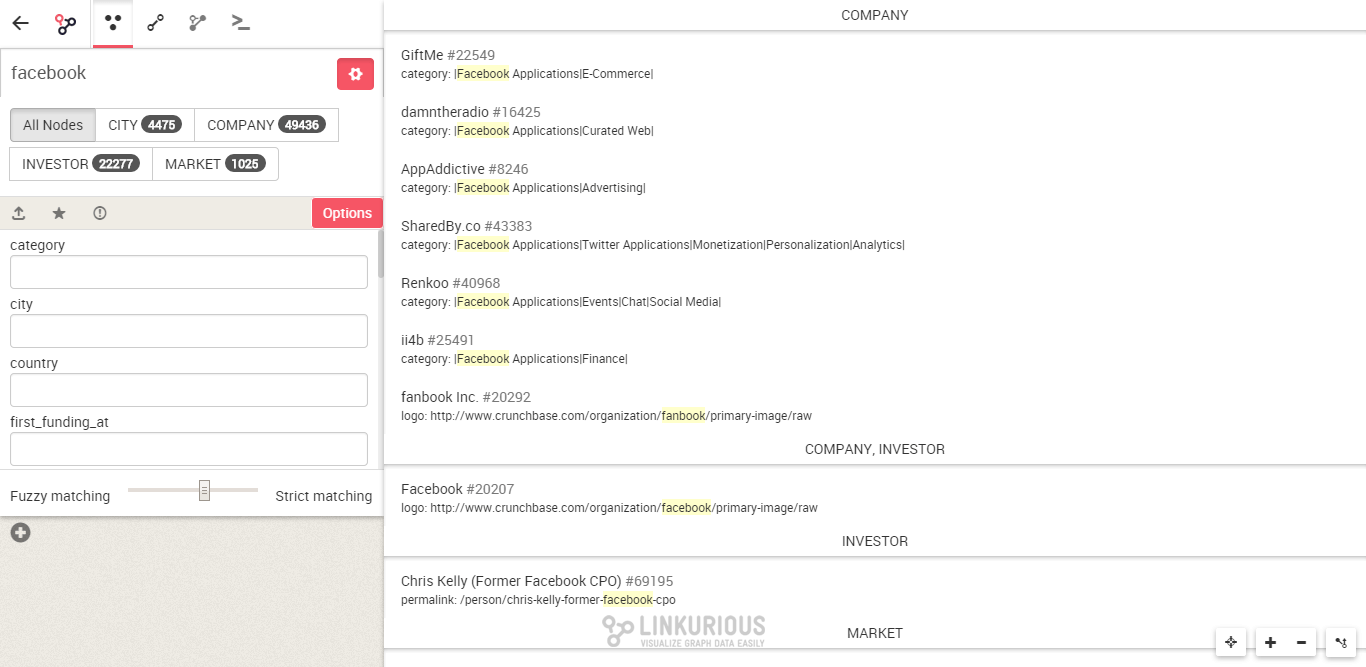 facebook
All Nodes
CITY 4475
COMPANY 49436
INVESTOR 22277
MARKET 1025
Options
category
city
country
first_funding_at
Fuzzy matching
Strict matching
COMPANY
GiftMe #22549
category: |Facebook Applications|E-Commerce|
damntheradio #16425
category: |Facebook Applications|Curated Web|
AppAddictive #8246
category: |Facebook Applications|Advertising|
SharedBy.co #43383
category: |Facebook Applications|Twitter Applications|Monetization|Personalization|Analytics|
Renkoo #40968
category: |Facebook Applications|Events|Chat|Social Media|
ii4b #25491
category: |Facebook Applications|Finance|
fanbook Inc. #20292
logo: http://www.crunchbase.com/organization/fanbook/primary-image/raw
COMPANY, INVESTOR
Facebook #20207
logo: http://www.crunchbase.com/organization/facebook/primary-image/raw
INVESTOR
Chris Kelly (Former Facebook CPO) #69195
permalink: /person/chris-kelly-former-facebook-cpo
LINKURIOUS
VISUALIZE GRAPH DATA EASILY
MARKET